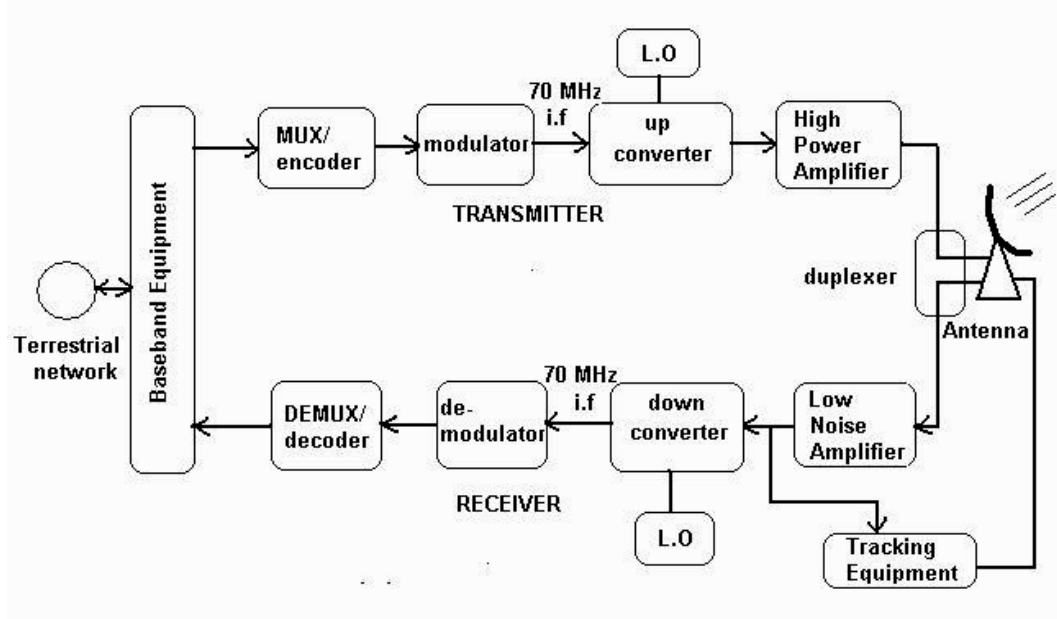 L.O
70 MHz
i.f
MUX/
encoder
modulator
up
converter
High
Power
Amplifier
TRANSMITTER
Baseband Equipment
duplexer
Antenna
Terrestrial
network
70 MHz
i.f
DEMUX/
decoder
de-
modulator
down
converter
Low
Noise
Amplifier
RECEIVER
L.O
Tracking
Equipment